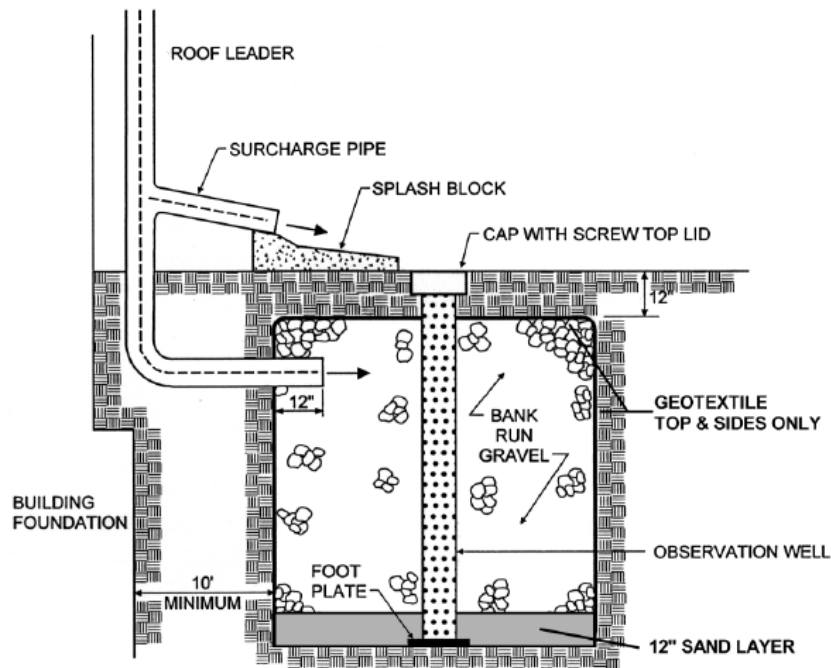 ROOF LEADER
SURCHARGE PIPE
SPLASH BLOCK
CAP WITH SCREW TOP LID
12"
12"
GEOTEXTILE
TOP & SIDES ONLY
BANK
RUN
GRAVEL
BUILDING
FOUNDATION
OBSERVATION WELL
FOOT
PLATE
10'
MINIMUM
12" SAND LAYER